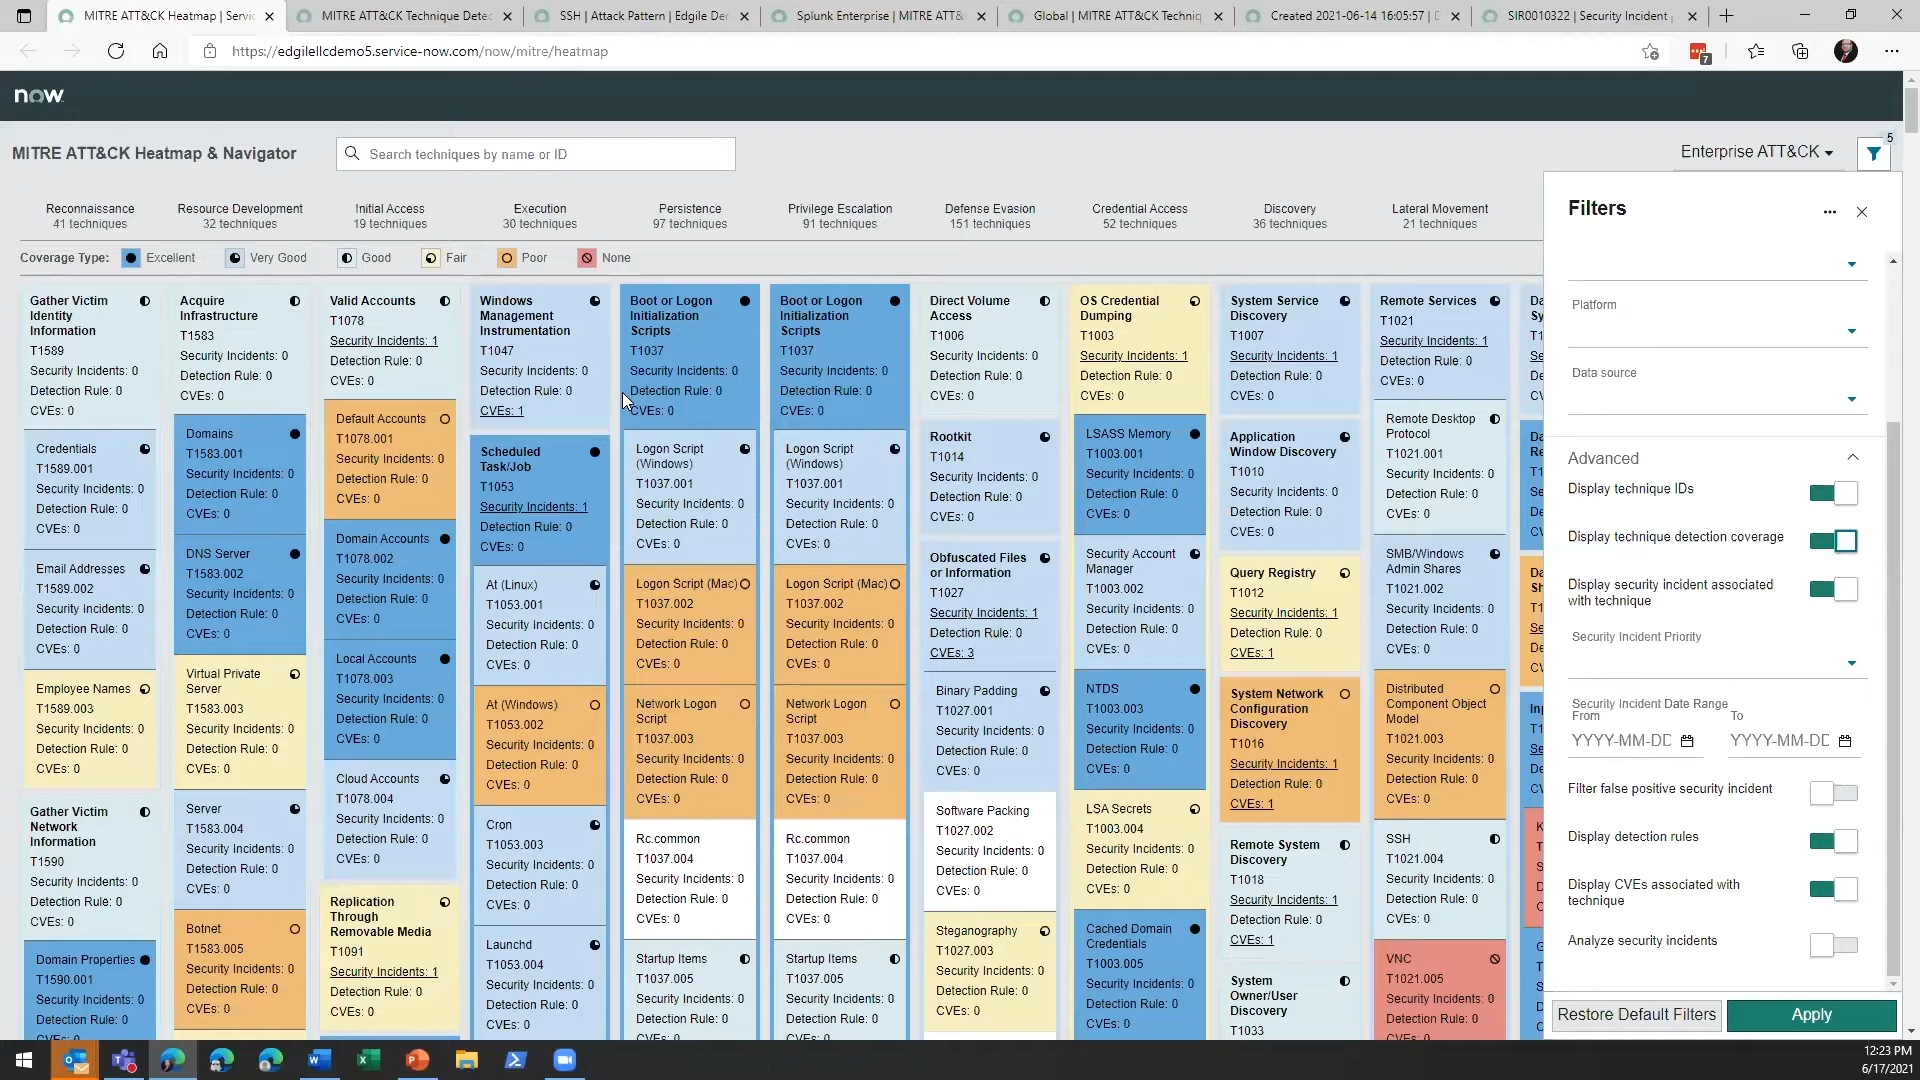 MITRE ATT&CK Heatmap | Servic
MITRE ATT&CK Technique Detec
SSH | Attack Pattern | Edgile Der
Splunk Enterprise | MITRE ATT&
Global | MITRE ATT&CK Techniq
Created 2021-06-14 16:05:57 |
SIR0010322 | Security Incident
https://edgilellcdemo5.service-now.com/now/mitre/heatmap
7
now
MITRE ATT&CK Heatmap & Navigator
Search techniques by name or ID
Enterprise ATT&CK
5
Reconnaissance
41 techniques
Resource Development
32 techniques
Initial Access
19 techniques
Execution
30 techniques
Persistence
97 techniques
Privilege Escalation
91 techniques
Defense Evasion
151 techniques
Credential Access
52 techniques
Discovery
36 techniques
Lateral Movement
21 techniques
Coverage Type:
Excellent
Very Good
Good
Fair
Poor
None
Gather Victim
Identity
Information
T1589
Security Incidents: 0
Detection Rule: 0
CVEs: 0
Credentials
T1589.001
Security Incidents: 0
Detection Rule: 0
CVEs: 0
Email Addresses
T1589.002
Security Incidents: 0
Detection Rule: 0
CVEs: 0
Employee Names
T1589.003
Security Incidents: 0
Detection Rule: 0
CVEs: 0
Gather Victim
Network
Information
T1590
Security Incidents: 0
Detection Rule: 0
CVEs: 0
Domain Properties
T1590.001
Security Incidents: 0
Detection Rule: 0
Acquire
Infrastructure
T1583
Security Incidents: 0
Detection Rule: 0
CVEs: 0
Domains
T1583.001
Security Incidents: 0
Detection Rule: 0
CVEs: 0
DNS Server
T1583.002
Security Incidents: 0
Detection Rule: 0
CVEs: 0
Virtual Private
Server
T1583.003
Security Incidents: 0
Detection Rule: 0
CVEs: 0
Server
T1583.004
Security Incidents: 0
Detection Rule: 0
CVEs: 0
Botnet
T1583.005
Security Incidents: 0
Detection Rule: 0
CVEs: 0
Valid Accounts
T1078
Security Incidents: 1
Detection Rule: 0
CVEs: 0
Default Accounts
T1078.001
Security Incidents: 0
Detection Rule: 0
CVEs: 0
Domain Accounts
T1078.002
Security Incidents: 0
Detection Rule: 0
CVEs: 0
Local Accounts
T1078.003
Security Incidents: 0
Detection Rule: 0
CVEs: 0
Cloud Accounts
T1078.004
Security Incidents: 0
Detection Rule: 0
CVEs: 0
Replication
Through
Removable Media
T1091
Security Incidents: 1
Detection Rule: 0
CVEs: 0
Windows
Management
Instrumentation
T1047
Security Incidents: 0
Detection Rule: 0
CVEs: 1
Scheduled
Task/Job
T1053
Security Incidents: 1
Detection Rule: 0
CVEs: 0
At (Linux)
T1053.001
Security Incidents: 0
Detection Rule: 0
CVEs: 0
At (Windows)
T1053.002
Security Incidents: 0
Detection Rule: 0
CVEs: 0
Cron
T1053.003
Security Incidents: 0
Detection Rule: 0
CVEs: 0
Launchd
T1053.004
Security Incidents: 0
Detection Rule: 0
CVEs: 0
Boot or Logon
Initialization
Scripts
T1037
Security Incidents: 0
Detection Rule: 0
CVEs: 0
Logon Script
(Windows)
T1037.001
Security Incidents: 0
Detection Rule: 0
CVEs: 0
Logon Script (Mac)
T1037.002
Security Incidents: 0
Detection Rule: 0
CVEs: 0
Network Logon
Script
T1037.003
Security Incidents: 0
Detection Rule: 0
CVEs: 0
Rc.common
T1037.004
Security Incidents: 0
Detection Rule: 0
CVEs: 0
Startup Items
T1037.005
Security Incidents: 0
Detection Rule: 0
Boot or Logon
Initialization
Scripts
T1037
Security Incidents: 0
Detection Rule: 0
CVEs: 0
Logon Script
(Windows)
T1037.001
Security Incidents: 0
Detection Rule: 0
CVEs: 0
Logon Script (Mac)
T1037.002
Security Incidents: 0
Detection Rule: 0
CVEs: 0
Network Logon
Script
T1037.003
Security Incidents: 0
Detection Rule: 0
CVEs: 0
Rc.common
T1037.004
Security Incidents: 0
Detection Rule: 0
CVEs: 0
Startup Items
T1037.005
Security Incidents: 0
Detection Rule: 0
Direct Volume
Access
T1006
Security Incidents: 0
Detection Rule: 0
CVEs: 0
Rootkit
T1014
Security Incidents: 0
Detection Rule: 0
CVEs: 0
Obfuscated Files
or Information
T1027
Security Incidents: 1
Detection Rule: 0
CVEs: 3
Binary Padding
T1027.001
Security Incidents: 0
Detection Rule: 0
CVEs: 0
Software Packing
T1027.002
Security Incidents: 0
Detection Rule: 0
CVEs: 0
Steganography
T1027.003
Security Incidents: 0
Detection Rule: 0
CVEs: 0
OS Credential
Dumping
T1003
Security Incidents: 1
Detection Rule: 0
CVEs: 0
LSASS Memory
T1003.001
Security Incidents: 0
Detection Rule: 0
CVEs: 0
Security Account
Manager
T1003.002
Security Incidents: 0
Detection Rule: 0
CVEs: 0
NTDS
T1003.003
Security Incidents: 0
Detection Rule: 0
CVEs: 0
LSA Secrets
T1003.004
Security Incidents: 0
Detection Rule: 0
CVEs: 0
Cached Domain
Credentials
T1003.005
Security Incidents: 0
Detection Rule: 0
CVEs: 0
System Service
Discovery
T1007
Security Incidents: 1
Detection Rule: 0
CVEs: 0
Application
Window Discovery
T1010
Security Incidents: 0
Detection Rule: 0
CVEs: 0
Query Registry
T1012
Security Incidents: 1
Detection Rule: 0
CVEs: 1
System Network
Configuration
Discovery
T1016
Security Incidents: 1
Detection Rule: 0
CVEs: 1
Remote System
Discovery
T1018
Security Incidents: 1
Detection Rule: 0
CVEs: 1
System
Owner/User
Discovery
T1033
Remote Services
T1021
Security Incidents: 1
Detection Rule: 0
CVEs: 0
Remote Desktop
Protocol
T1021.001
Security Incidents: 0
Detection Rule: 0
CVEs: 0
SMB/Windows
Admin Shares
T1021.002
Security Incidents: 0
Detection Rule: 0
CVEs: 0
Distributed
Component Object
Model
T1021.003
Security Incidents: 0
Detection Rule: 0
CVEs: 0
SSH
T1021.004
Security Incidents: 0
Detection Rule: 0
CVEs: 0
VNC
T1021.005
Security Incidents: 0
Detection Rule: 0
Filters
Platform
Data source
Advanced
Display technique IDs
Display technique detection coverage
Display security incident associated
with technique
Security Incident Priority
Security Incident Date Range
From
To
YYYY-MM-DD
YYYY-MM-DD
Filter false positive security incident
Display detection rules
Display CVEs associated with
technique
Analyze security incidents
Restore Default Filters
Apply
12:23 PM
6/17/2021